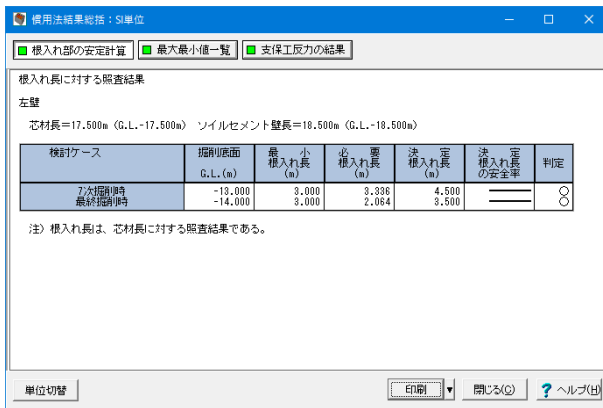 慣用法結果総括：SI単位
根入れ部の安定計算 最大最小値一覧 支保工反力の結果
根入れ長に対する照査結果
左壁
芯材長＝17.500m（G.L.-17.500m） ソイルセメント壁長＝18.500m（G.L.-18.500m）
検討ケース 掘削底面 G.L.(m) 最小根入れ長(m) 必要根入れ長(m) 決定根入れ長(m) 決定根入れ長の安全率 判定
7次掘削時 -13.000 3.000 3.336 4.500 ――― ○
最終掘削時 -14.000 3.000 2.064 3.500 ――― ○
注）根入れ長は、芯材長に対する照査結果である。
単位切替 印刷 閉じる(C) ? ヘルプ(H)